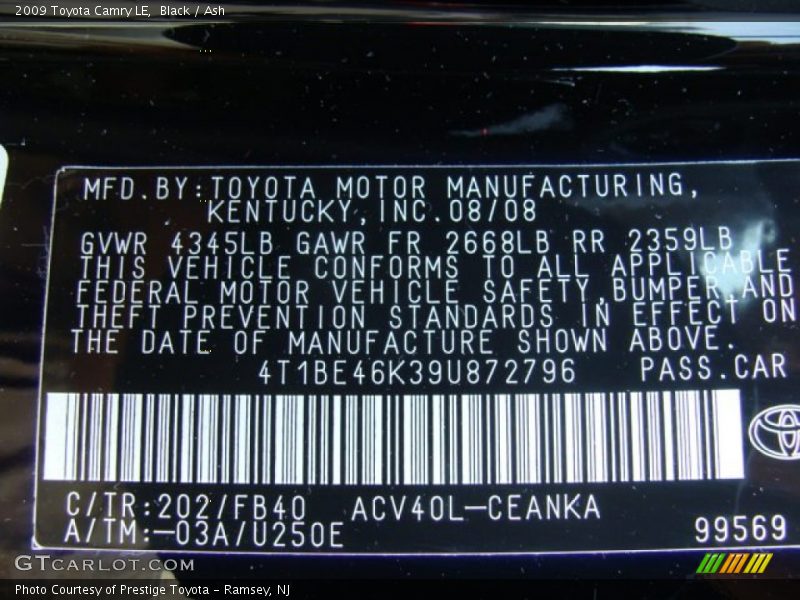 2009 Toyota Camry LE, Black / Ash
MFD.BY:TOYOTA MOTOR MANUFACTURING,
KENTUCKY,INC.08/08
GVWR 4345LB GAWR FR 2668LB RR 2359LB
THIS VEHICLE CONFORMS TO ALL APPLICABLE
FEDERAL MOTOR VEHICLE SAFETY,BUMPER,AND
THEFT PREVENTION STANDARDS IN EFFECT ON
THE DATE OF MANUFACTURE SHOWN ABOVE.
4T1BE46K39U872796 PASS.CAR
C/TR:202/FB40 ACV40L-CEANKA
A/TM:-03A/U250E
99569
GTCARLOT.COM
Photo Courtesy of Prestige Toyota - Ramsey, NJ